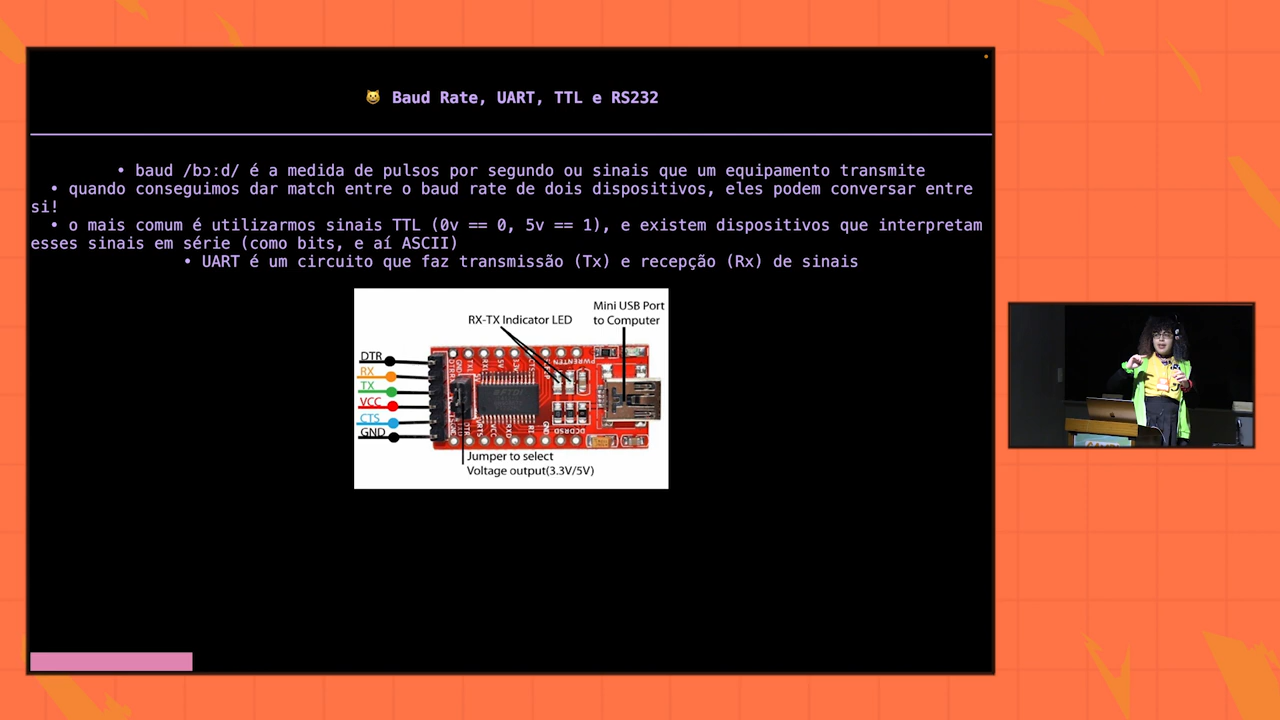 😺 Baud Rate, UART, TTL e RS232
• baud /bɔːd/ é a medida de pulsos por segundo ou sinais que um equipamento transmite
• quando conseguimos dar match entre o baud rate de dois dispositivos, eles podem conversar entre
si!
• o mais comum é utilizarmos sinais TTL (0v == 0, 5v == 1), e existem dispositivos que interpretam
esses sinais em série (como bits, e aí ASCII)
• UART é um circuito que faz transmissão (Tx) e recepção (Rx) de sinais
Mini USB Port
to Computer
RX-TX Indicator LED
DTR
RX
TX
VCC
CTS
GND
FTDI
Jumper to select
Voltage output(3.3V/5V)